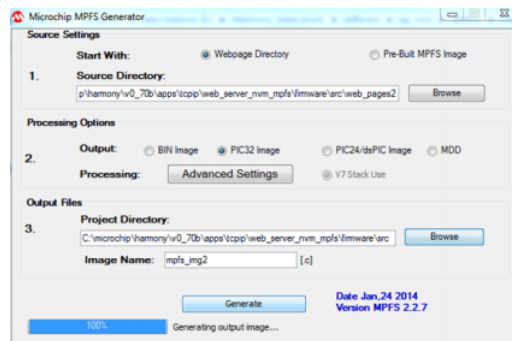 Microchip MPFS Generator
Source Settings
Start With: Webpage Directory Pre-Built MPFS Image
1. Source Directory:
p\harmony\v0_70b\apps\tcpip\web_server_nvm_mpfs\firmware\src\web_pages2 Browse
Processing Options
2. Output: BIN Image PIC32 Image PIC24/dsPIC Image MDD
Processing: Advanced Settings V7 Stack Use
Output Files
3. Project Directory:
C:\microchip\harmony\v0_70b\apps\tcpip\web_server_nvm_mpfs\firmware\src Browse
Image Name: mpfs_img2 [.c]
Generate Date Jan,24 2014
Version MPFS 2.2.7
100% Generating output image...